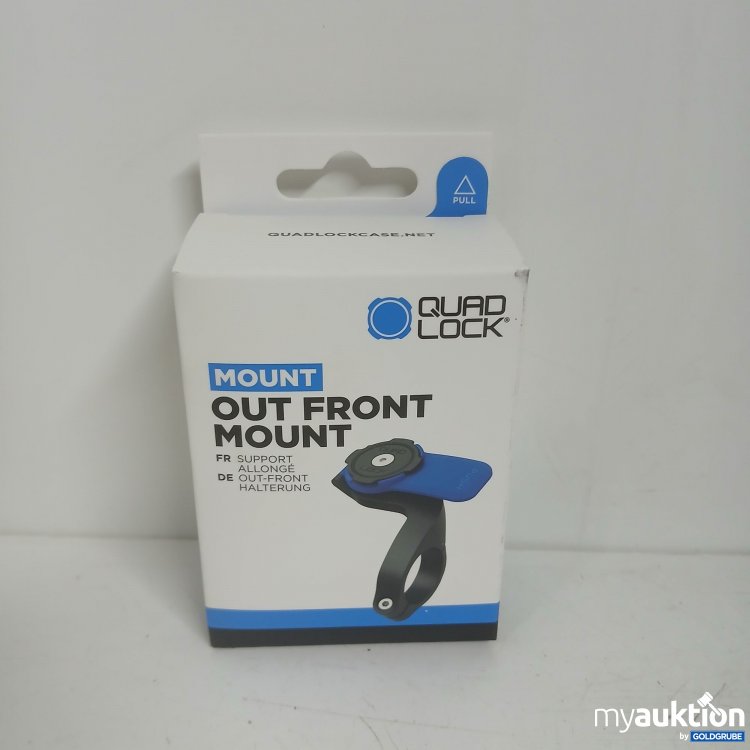 PULL
QUADLOCKCASE.NET
QUAD
LOCK®
MOUNT
OUT FRONT
MOUNT
FR SUPPORT
ALLONGÉ
DE OUT-FRONT
HALTERUNG
myauktion
by GOLDGRUBE